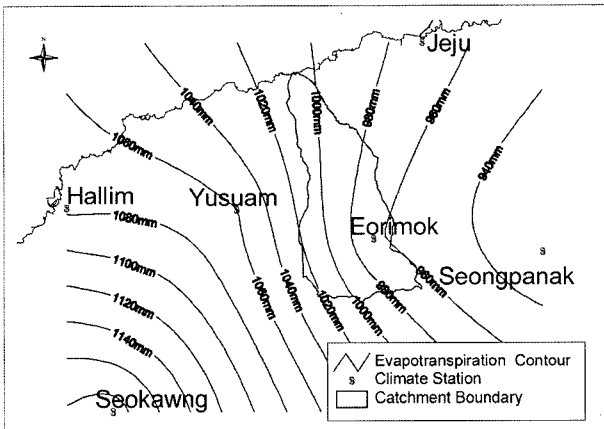 N
Jeju
1040mm
1020mm
1000mm
980mm
960mm
1060mm
940mm
Hallim
Yusuam
1080mm
Eorimok
Seongpanak
1100mm
1060mm
1040mm
1020mm
1000mm
980mm
960mm
1120mm
1140mm
Seokawng
Evapotranspiration Contour
s Climate Station
Catchment Boundary